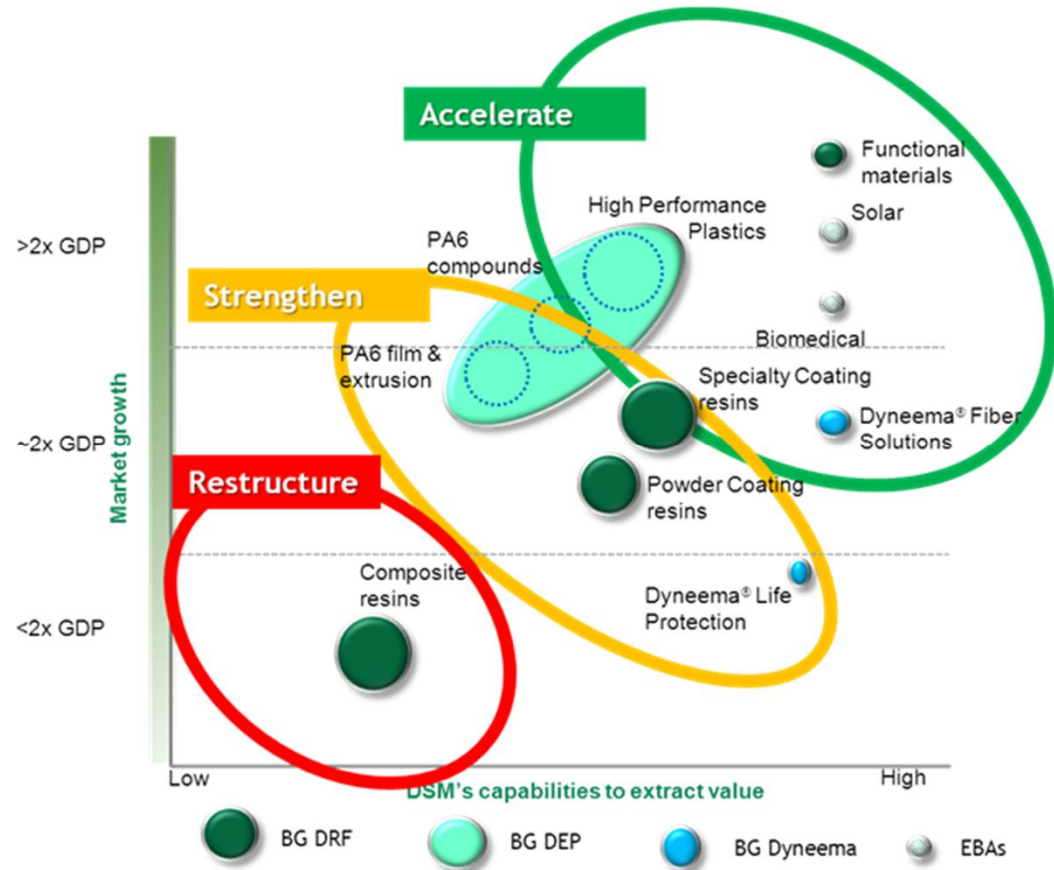 Accelerate
Functional
materials
High Performance
Plastics
Solar
PA6
compounds
>2x GDP
Strengthen
Biomedical
PA6 film &
extrusion
Specialty Coating
resins
Dyneema® Fiber
Solutions
~2x GDP
Market growth
Restructure
Powder Coating
resins
Composite
resins
Dyneema® Life
Protection
<2x GDP
Low
High
DSM's capabilities to extract value
BG DRF
BG DEP
BG Dyneema
EBAs